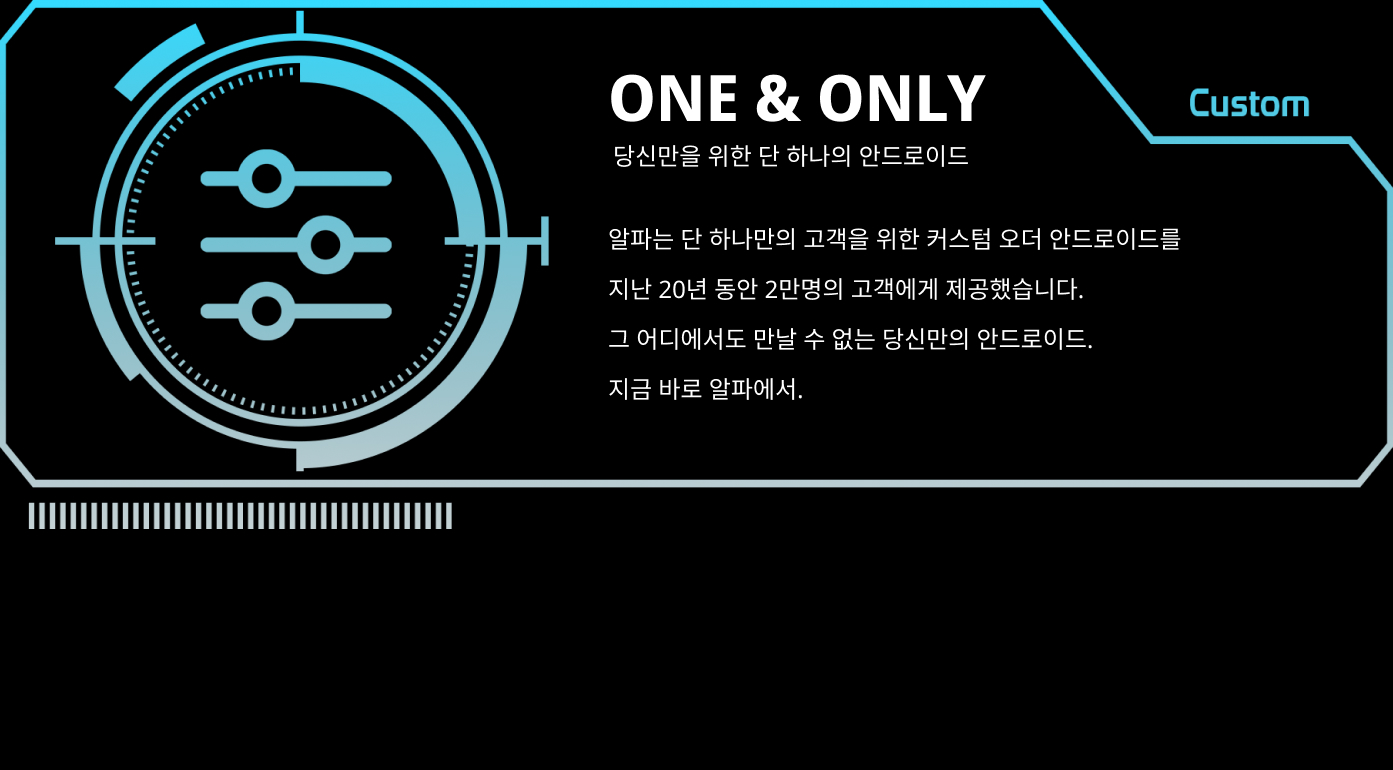 ONE & ONLY
Custom
당신만을 위한 단 하나의 안드로이드
알파는 단 하나만의 고객을 위한 커스텀 오더 안드로이드를
지난 20년 동안 2만명의 고객에게 제공했습니다.
그 어디에서도 만날 수 없는 당신만의 안드로이드.
지금 바로 알파에서.